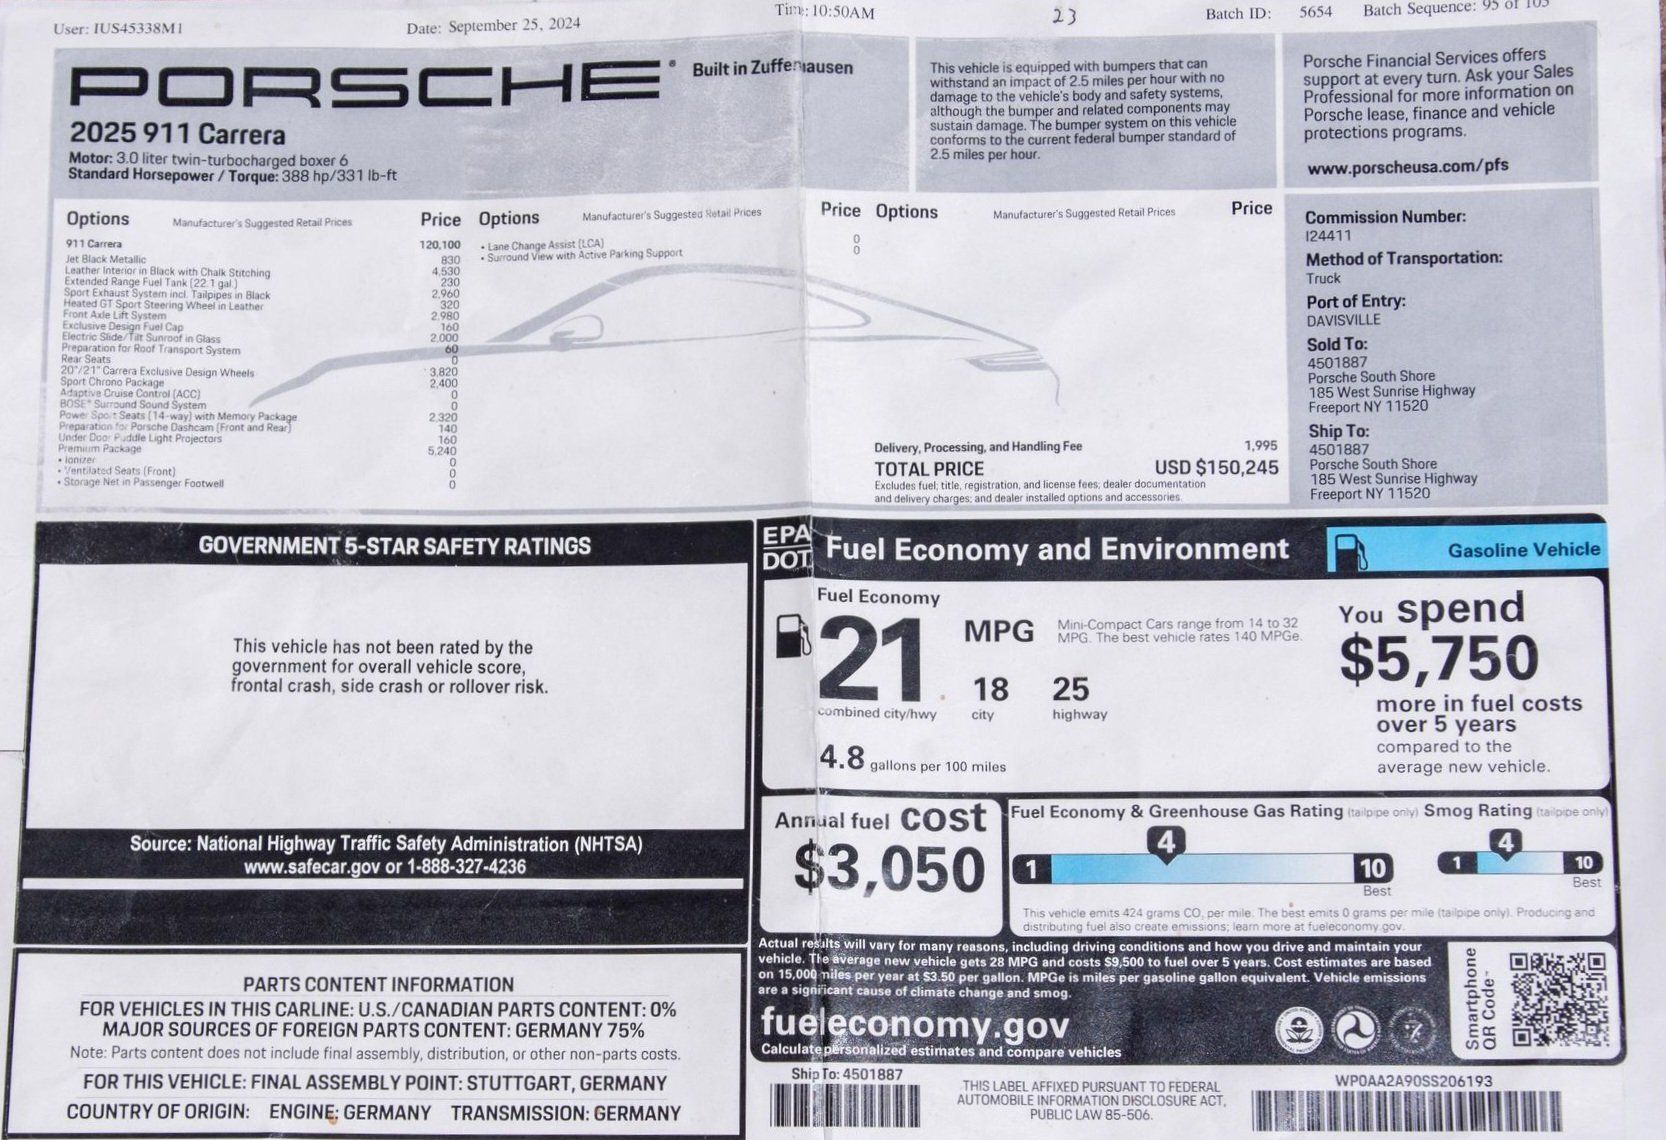 User: IUS45338M1 Date: September 25, 2024 Time: 10:50AM 23 Batch ID: 5654 Batch Sequence: 95 of 105
PORSCHE® Built in Zuffenhausen
2025 911 Carrera
Motor: 3.0 liter twin-turbocharged boxer 6
Standard Horsepower / Torque: 388 hp/331 lb-ft
This vehicle is equipped with bumpers that can
withstand an impact of 2.5 miles per hour with no
damage to the vehicle's body and safety systems,
although the bumper and related components may
sustain damage. The bumper system on this vehicle
conforms to the current federal bumper standard of
2.5 miles per hour.
Porsche Financial Services offers
support at every turn. Ask your Sales
Professional for more information on
Porsche lease, finance and vehicle
protections programs.
www.porscheusa.com/pfs
Options Manufacturer's Suggested Retail Prices Price
911 Carrera 120,100
Jet Black Metallic 830
Leather Interior in Black with Chalk Stitching 4,530
Extended Range Fuel Tank (22.1 gal.) 230
Sport Exhaust System incl. Tailpipes in Black 2,960
Heated GT Sport Steering Wheel in Leather 320
Front Axle Lift System 2,980
Exclusive Design Fuel Cap 160
Electric Slide/Tilt Sunroof in Glass 2,000
Preparation for Roof Transport System 60
Rear Seats 0
20"/21" Carrera Exclusive Design Wheels 3,820
Sport Chrono Package 2,400
Adaptive Cruise Control (ACC) 0
BOSE® Surround Sound System 0
Power Sport Seats (14-way) with Memory Package 2,320
Preparation for Porsche Dashcam (Front and Rear) 140
Under Door Puddle Light Projectors 160
Premium Package 5,240
• Ionizer 0
• Ventilated Seats (Front) 0
• Storage Net in Passenger Footwell 0
Options Manufacturer's Suggested Retail Prices Price
• Lane Change Assist (LCA) 0
• Surround View with Active Parking Support 0
Options Manufacturer's Suggested Retail Prices Price
Delivery, Processing, and Handling Fee 1,995
TOTAL PRICE USD $150,245
Excludes fuel; title, registration, and license fees; dealer documentation
and delivery charges; and dealer installed options and accessories.
Commission Number:
I24411
Method of Transportation:
Truck
Port of Entry:
DAVISVILLE
Sold To:
4501887
Porsche South Shore
185 West Sunrise Highway
Freeport NY 11520
Ship To:
4501887
Porsche South Shore
185 West Sunrise Highway
Freeport NY 11520
GOVERNMENT 5-STAR SAFETY RATINGS
This vehicle has not been rated by the
government for overall vehicle score,
frontal crash, side crash or rollover risk.
Source: National Highway Traffic Safety Administration (NHTSA)
www.safecar.gov or 1-888-327-4236
PARTS CONTENT INFORMATION
FOR VEHICLES IN THIS CARLINE: U.S./CANADIAN PARTS CONTENT: 0%
MAJOR SOURCES OF FOREIGN PARTS CONTENT: GERMANY 75%
Note: Parts content does not include final assembly, distribution, or other non-parts costs.
FOR THIS VEHICLE: FINAL ASSEMBLY POINT: STUTTGART, GERMANY
COUNTRY OF ORIGIN: ENGINE: GERMANY TRANSMISSION: GERMANY
EPA
DOT
Fuel Economy and Environment
Gasoline Vehicle
Fuel Economy
21 MPG
Mini-Compact Cars range from 14 to 32
MPG. The best vehicle rates 140 MPGe.
18 25
combined city/hwy city highway
4.8 gallons per 100 miles
You spend
$5,750
more in fuel costs
over 5 years
compared to the
average new vehicle.
Annual fuel cost
$3,050
Fuel Economy & Greenhouse Gas Rating (tailpipe only)
4
1 10
Best
Smog Rating (tailpipe only)
4
1 10
Best
This vehicle emits 424 grams CO, per mile. The best emits 0 grams per mile (tailpipe only). Producing and
distributing fuel also create emissions; learn more at fueleconomy.gov.
Actual results will vary for many reasons, including driving conditions and how you drive and maintain your
vehicle. The average new vehicle gets 28 MPG and costs $9,500 to fuel over 5 years. Cost estimates are based
on 15,000 miles per year at $3.50 per gallon. MPGe is miles per gasoline gallon equivalent. Vehicle emissions
are a significant cause of climate change and smog.
fueleconomy.gov
Calculate personalized estimates and compare vehicles
Smartphone
QR Code™
Ship To: 4501887
THIS LABEL AFFIXED PURSUANT TO FEDERAL
AUTOMOBILE INFORMATION DISCLOSURE ACT,
PUBLIC LAW 85-506.
WP0AA2A90SS206193